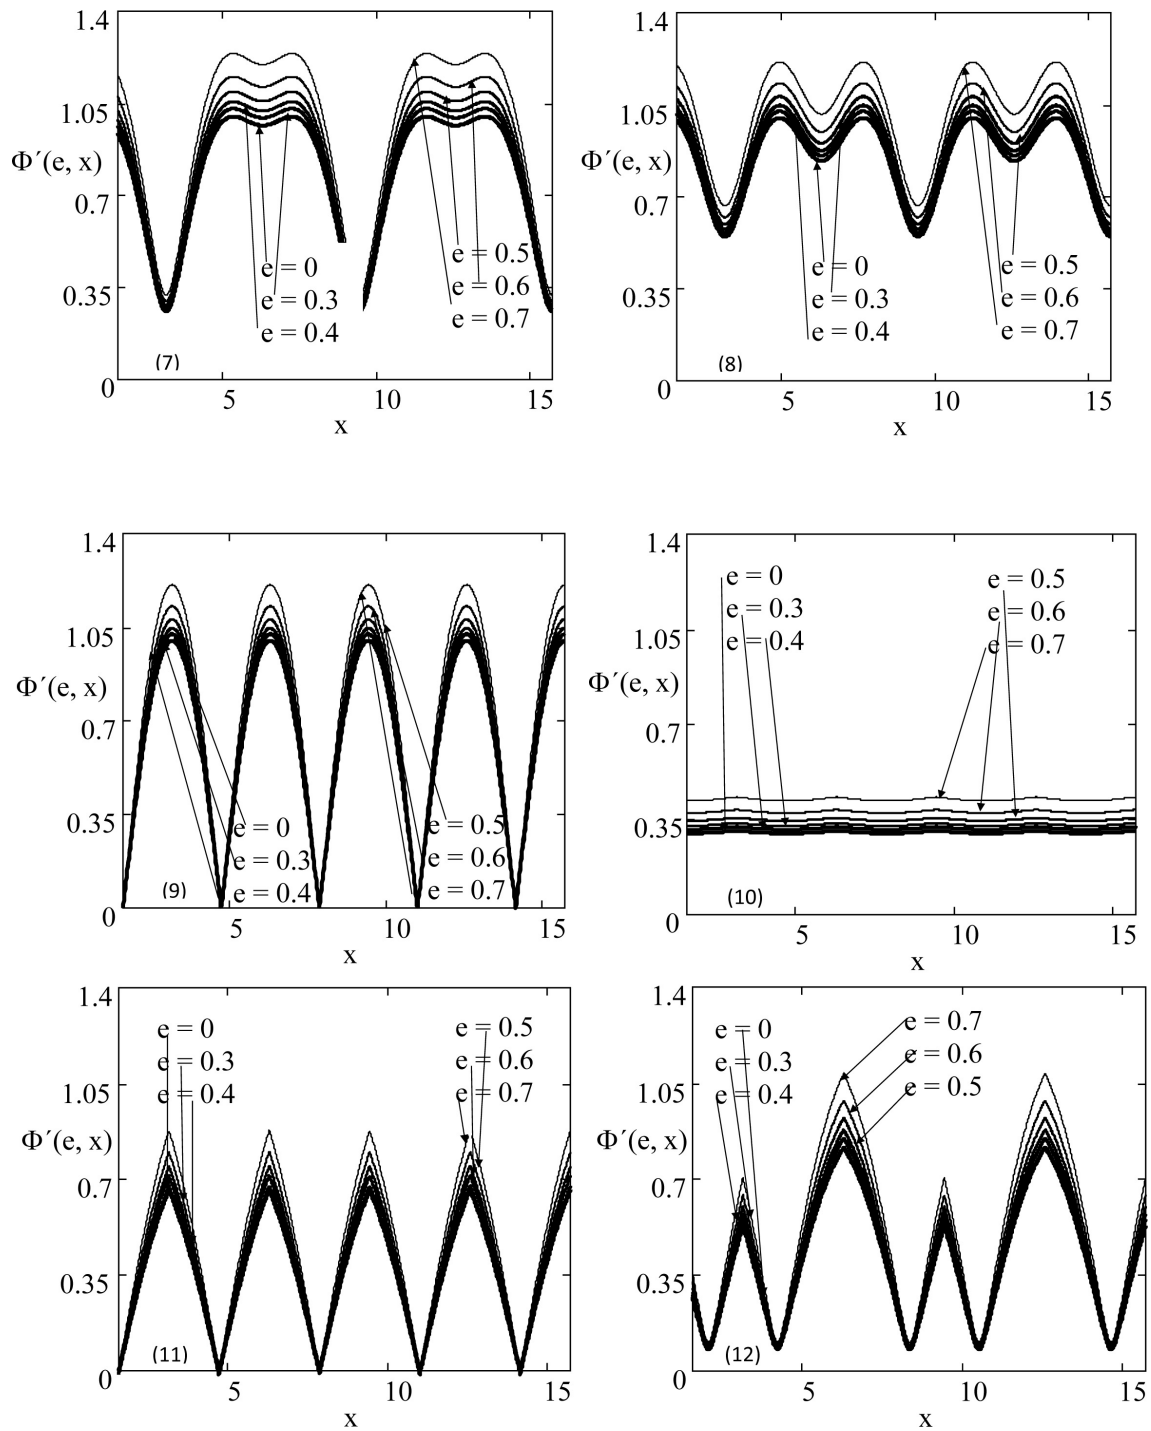 1.4
1.05
Φ´(e, x)
0.7
0.35
0
e = 0
e = 0.3
e = 0.4
e = 0.5
e = 0.6
e = 0.7
(7)
5 10 15
x
1.4
1.05
Φ´(e, x)
0.7
0.35
0
e = 0
e = 0.3
e = 0.4
e = 0.5
e = 0.6
e = 0.7
(8)
5 10 15
x
1.4
1.05
Φ´(e, x)
0.7
0.35
0
e = 0
e = 0.3
e = 0.4
e = 0.5
e = 0.6
e = 0.7
(9)
5 10 15
x
1.4
e = 0
e = 0.3
e = 0.4
e = 0.5
e = 0.6
e = 0.7
1.05
Φ´(e, x)
0.7
0.35
0
(10)
5 10 15
x
1.4
e = 0
e = 0.3
e = 0.4
e = 0.5
e = 0.6
e = 0.7
1.05
Φ´(e, x)
0.7
0.35
0
(11)
5 10 15
x
1.4
e = 0
e = 0.3
e = 0.4
e = 0.7
e = 0.6
e = 0.5
1.05
Φ´(e, x)
0.7
0.35
0
(12)
5 10 15
x